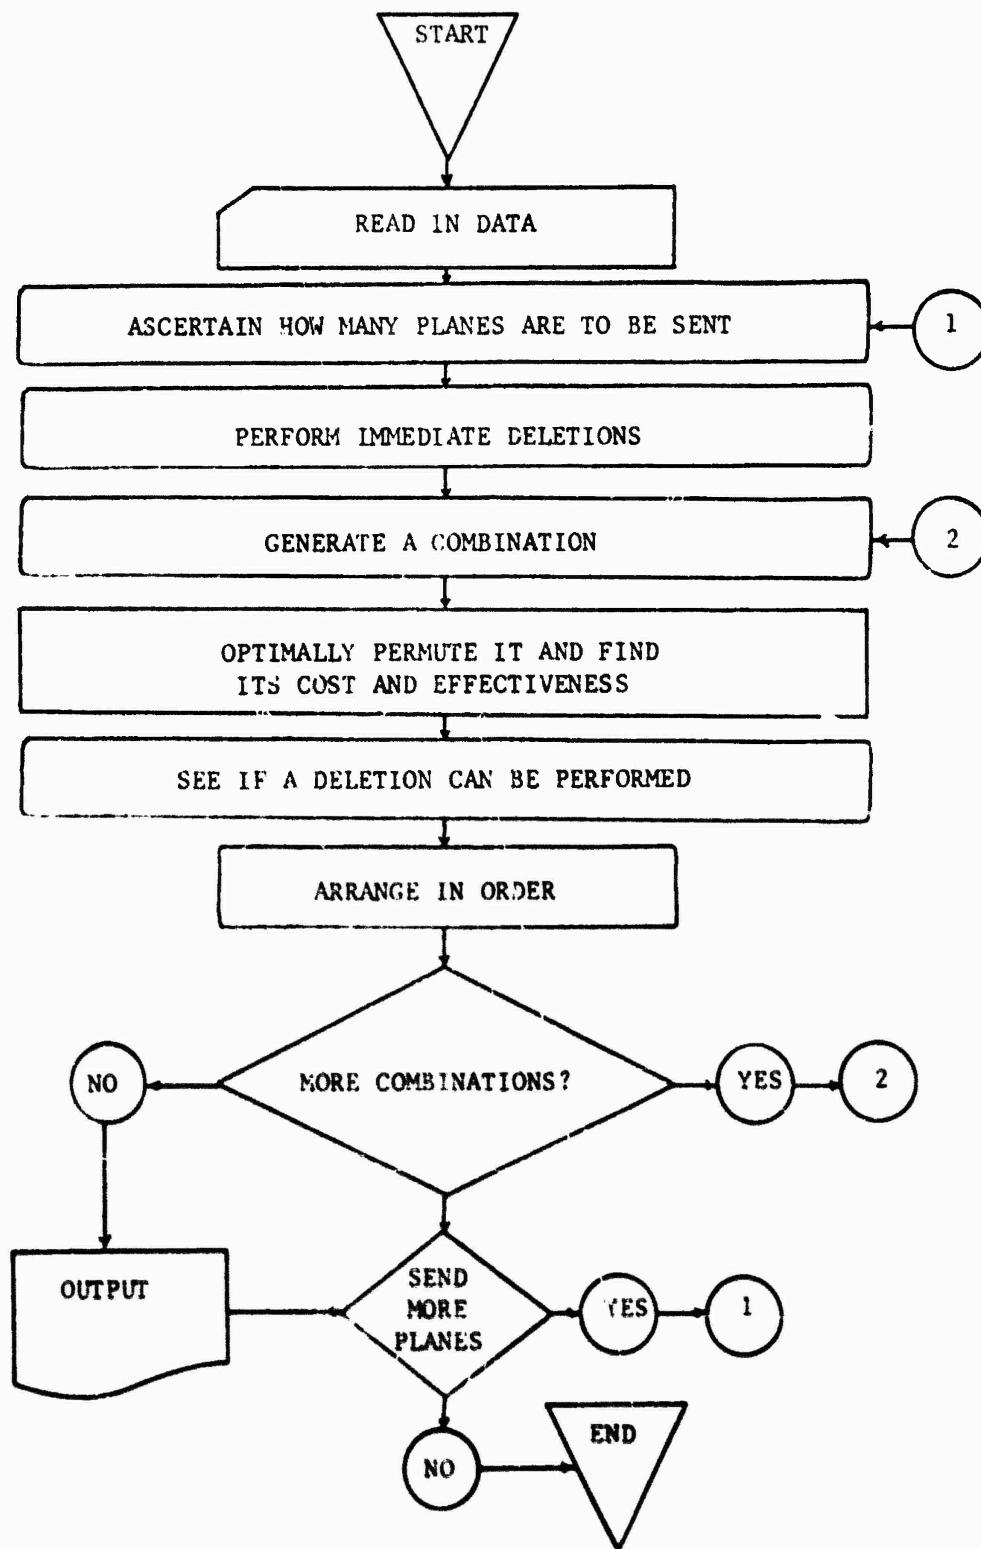 START
READ IN DATA
ASCERTAIN HOW MANY PLANES ARE TO BE SENT
1
PERFORM IMMEDIATE DELETIONS
GENERATE A COMBINATION
2
OPTIMALLY PERMUTE IT AND FIND
ITS COST AND EFFECTIVENESS
SEE IF A DELETION CAN BE PERFORMED
ARRANGE IN ORDER
NO
MORE COMBINATIONS?
YES
2
OUTPUT
SEND
MORE
PLANES
YES
1
NO
END